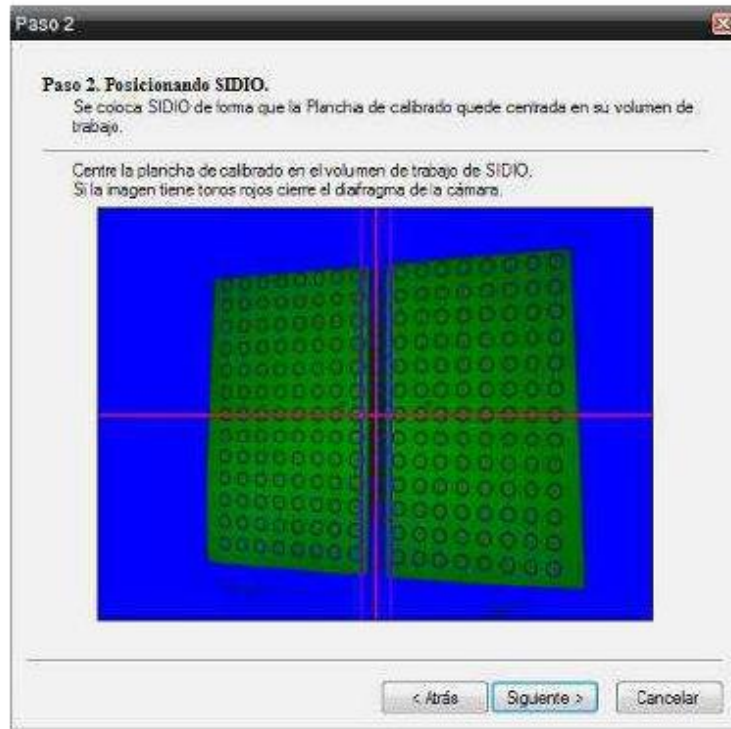 Paso 2
Paso 2. Posicionando SIDIO.
Se coloca SIDIO de forma que la Plancha de calibrado quede centrada en su volumen de
trabajo.
Centre la plancha de calibrado en el volumen de trabajo de SIDIO.
Si la imagen tiene tonos rojos cierre el diafragma de la cámara.
< Atrás
Siguiente >
Cancelar